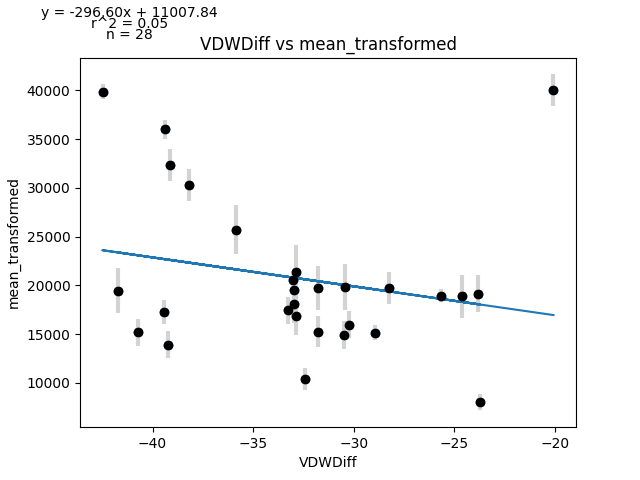 y = -296.60x + 11007.84
r^2 = 0.05
n = 28
VDWDiff vs mean_transformed
40000
35000
30000
25000
20000
15000
10000
mean_transformed
−40
−35
−30
−25
−20
VDWDiff